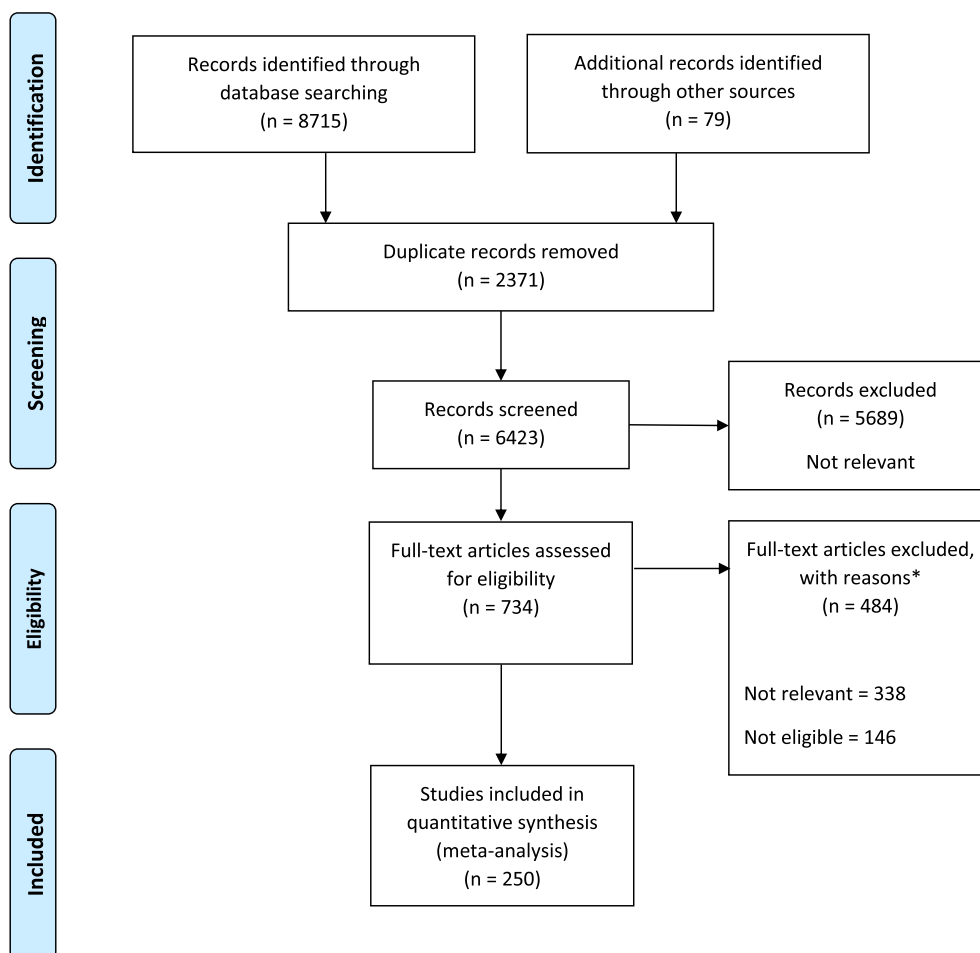 Identification
Records identified through
database searching
(n = 8715)
Additional records identified
through other sources
(n = 79)
Duplicate records removed
(n = 2371)
Screening
Records screened
(n = 6423)
Records excluded
(n = 5689)
Not relevant
Eligibility
Full-text articles assessed
for eligibility
(n = 734)
Full-text articles excluded,
with reasons*
(n = 484)
Not relevant = 338
Not eligible = 146
Included
Studies included in
quantitative synthesis
(meta-analysis)
(n = 250)